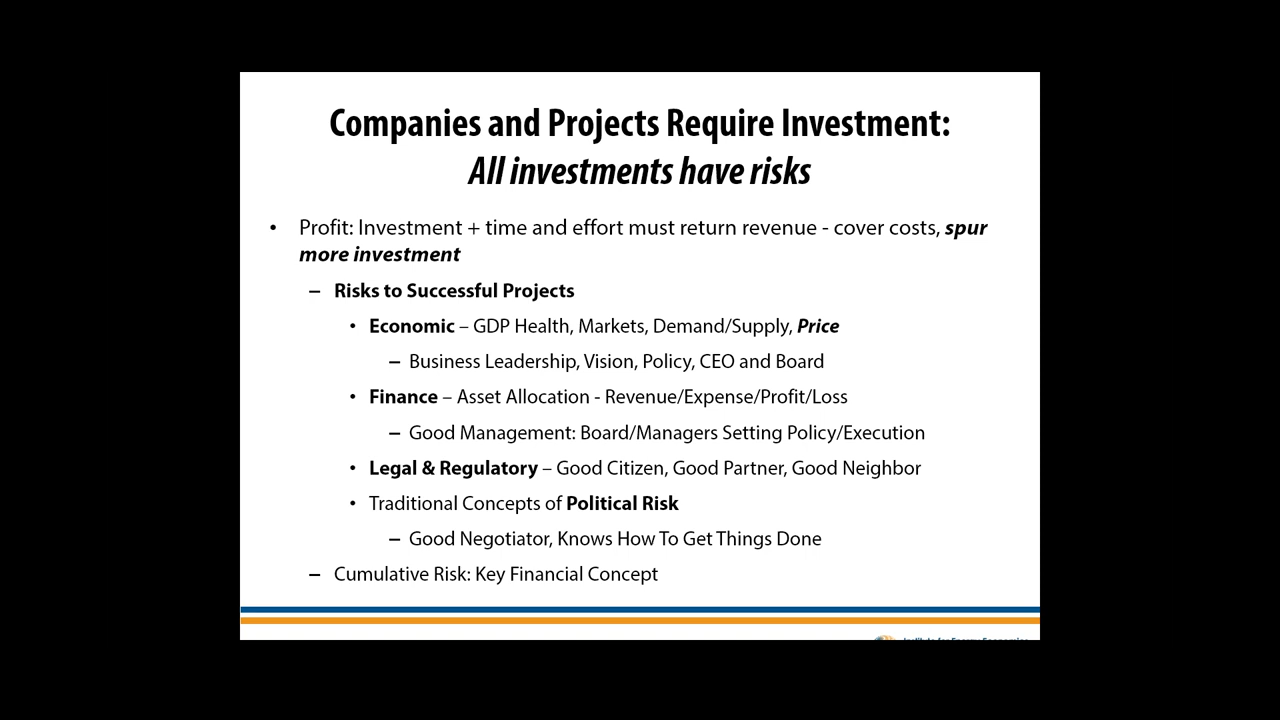 Companies and Projects Require Investment:
All investments have risks
• Profit: Investment + time and effort must return revenue - cover costs, spur
more investment
– Risks to Successful Projects
• Economic – GDP Health, Markets, Demand/Supply, Price
– Business Leadership, Vision, Policy, CEO and Board
• Finance – Asset Allocation - Revenue/Expense/Profit/Loss
– Good Management: Board/Managers Setting Policy/Execution
• Legal & Regulatory – Good Citizen, Good Partner, Good Neighbor
• Traditional Concepts of Political Risk
– Good Negotiator, Knows How To Get Things Done
– Cumulative Risk: Key Financial Concept
Institute for Energy Economics